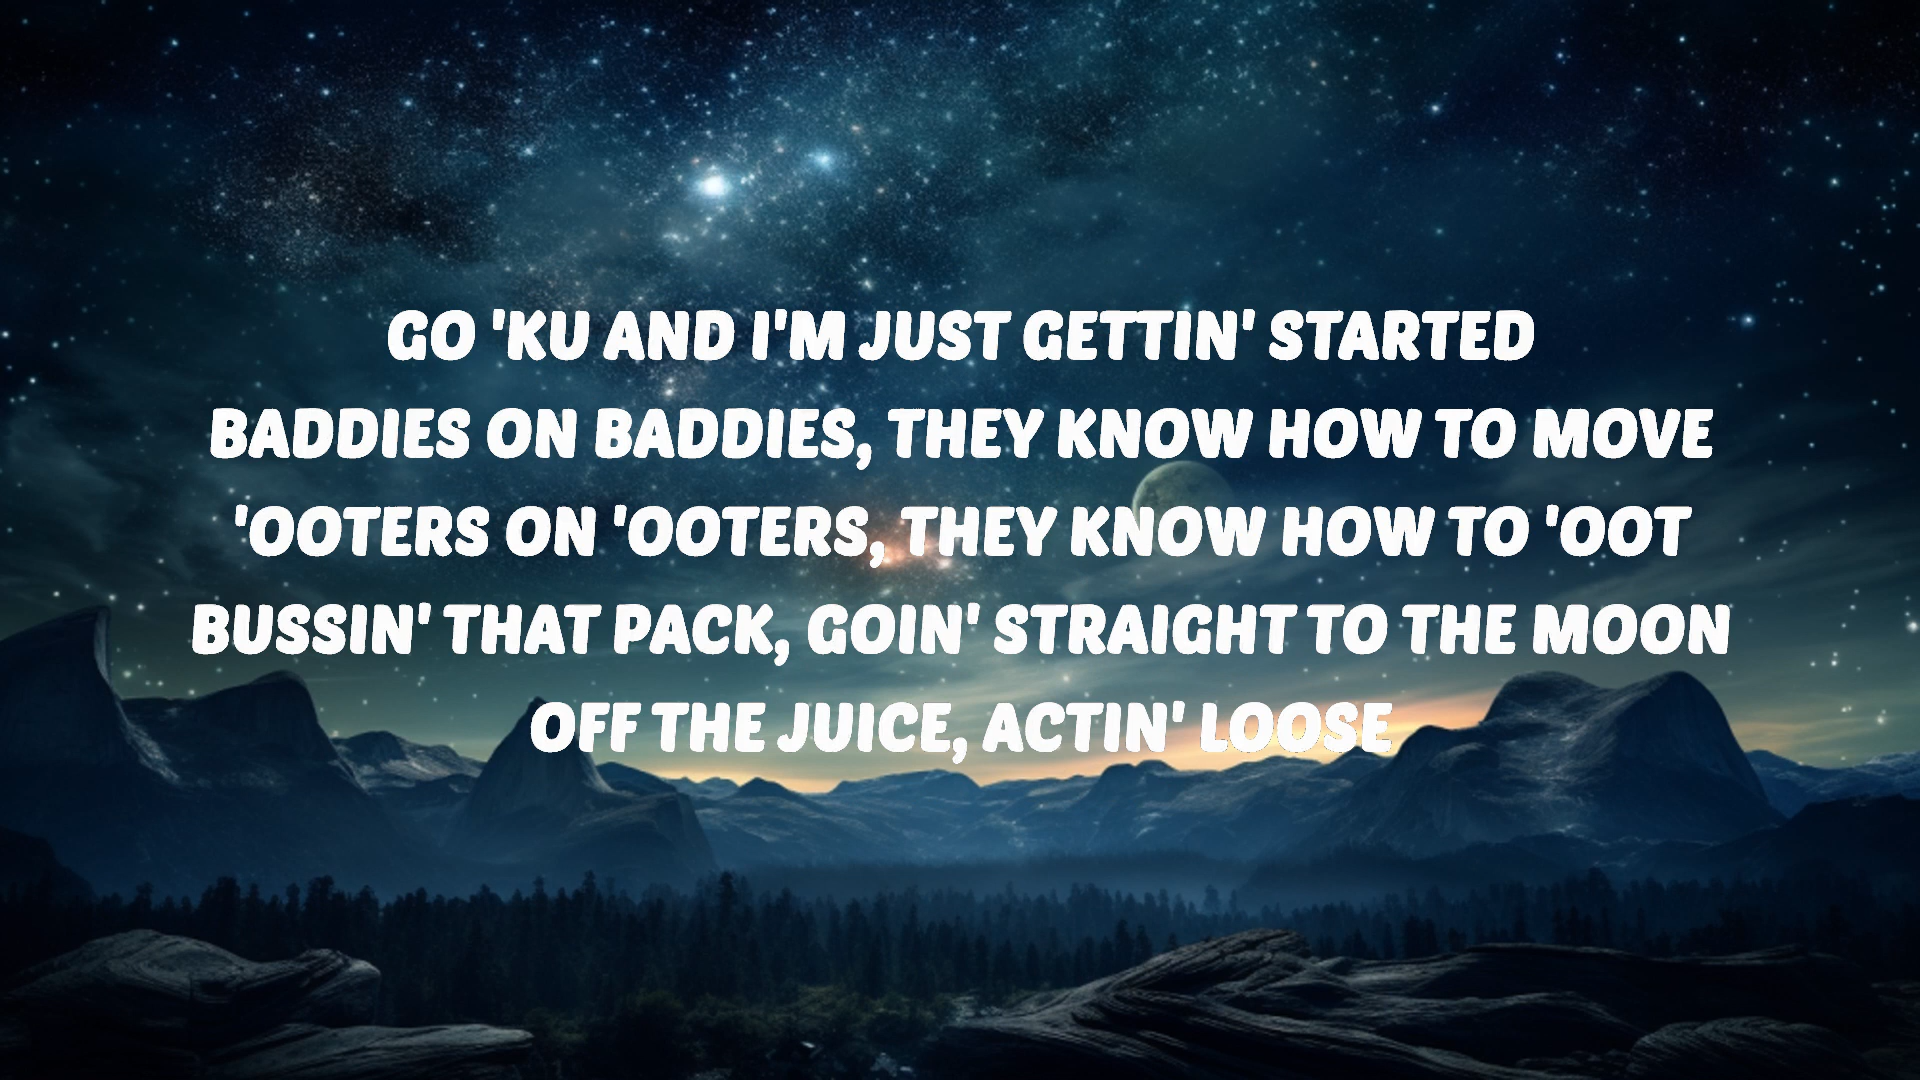 GO 'KU AND I'M JUST GETTIN' STARTED
BADDIES ON BADDIES, THEY KNOW HOW TO MOVE
'OOTERS ON 'OOTERS, THEY KNOW HOW TO 'OOT
BUSSIN' THAT PACK, GOIN' STRAIGHT TO THE MOON
OFF THE JUICE, ACTIN' LOOSE